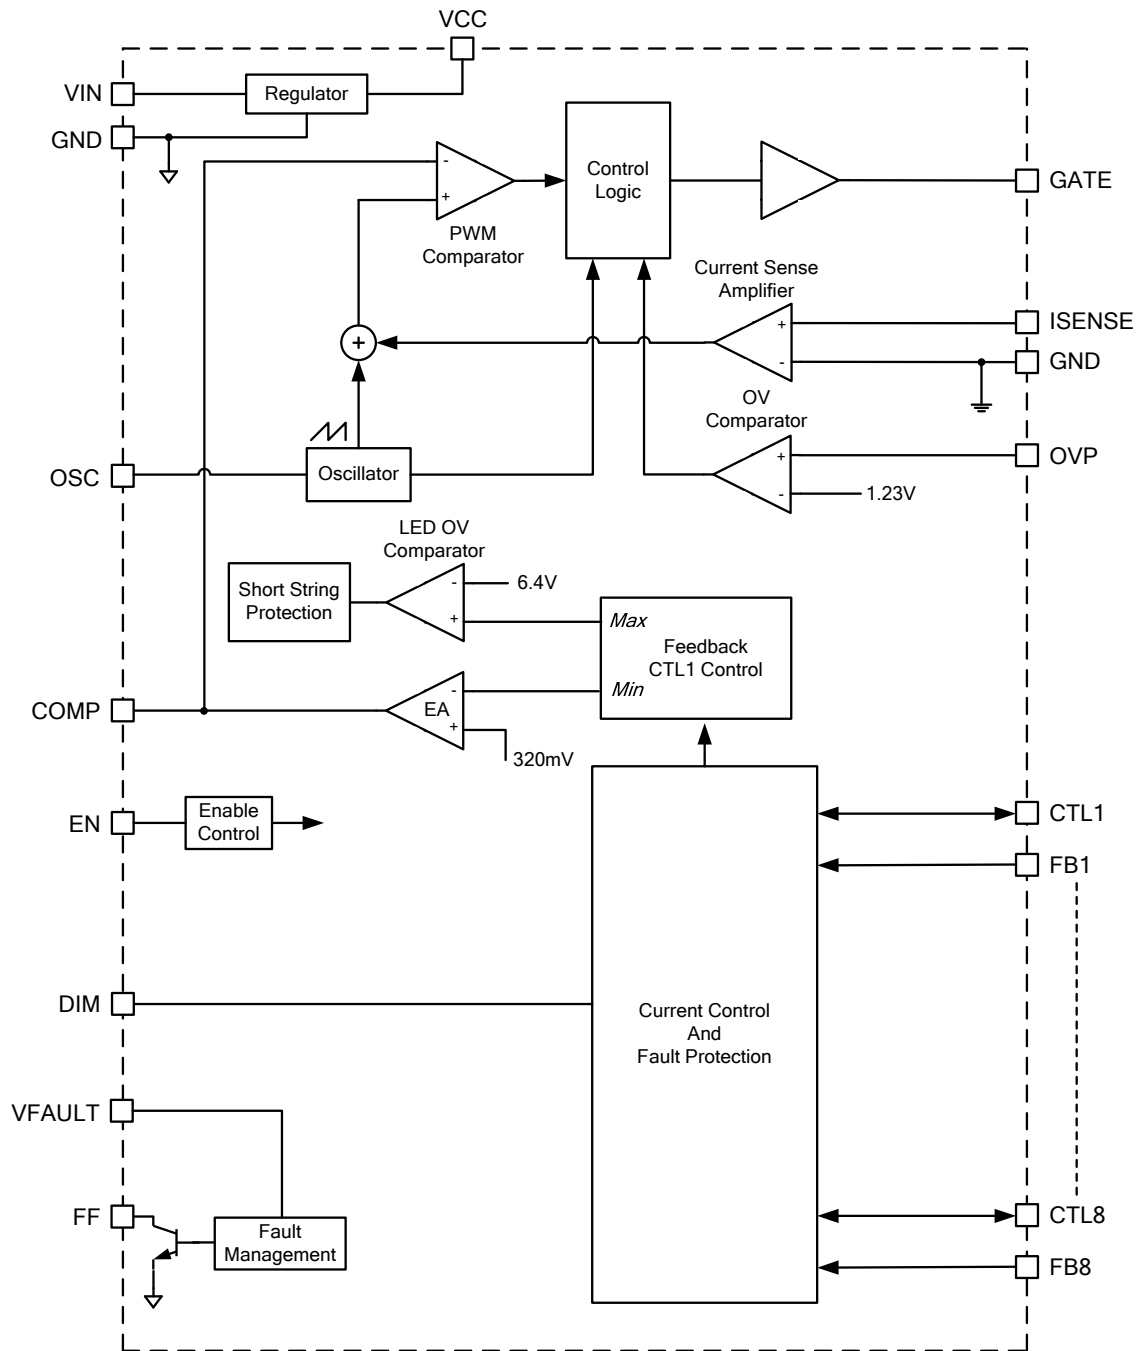 VCC
VIN
Regulator
GND
-
+
PWM
Comparator
Control
Logic
GATE
Current Sense
Amplifier
+
-
ISENSE
GND
+
OV
Comparator
+
-
OVP
1.23V
OSC
Oscillator
LED OV
Comparator
Short String
Protection
-
+
6.4V
Max
Feedback
CTL1 Control
Min
COMP
EA
-
+
320mV
EN
Enable
Control
CTL1
FB1
DIM
Current Control
And
Fault Protection
VFAULT
FF
Fault
Management
CTL8
FB8